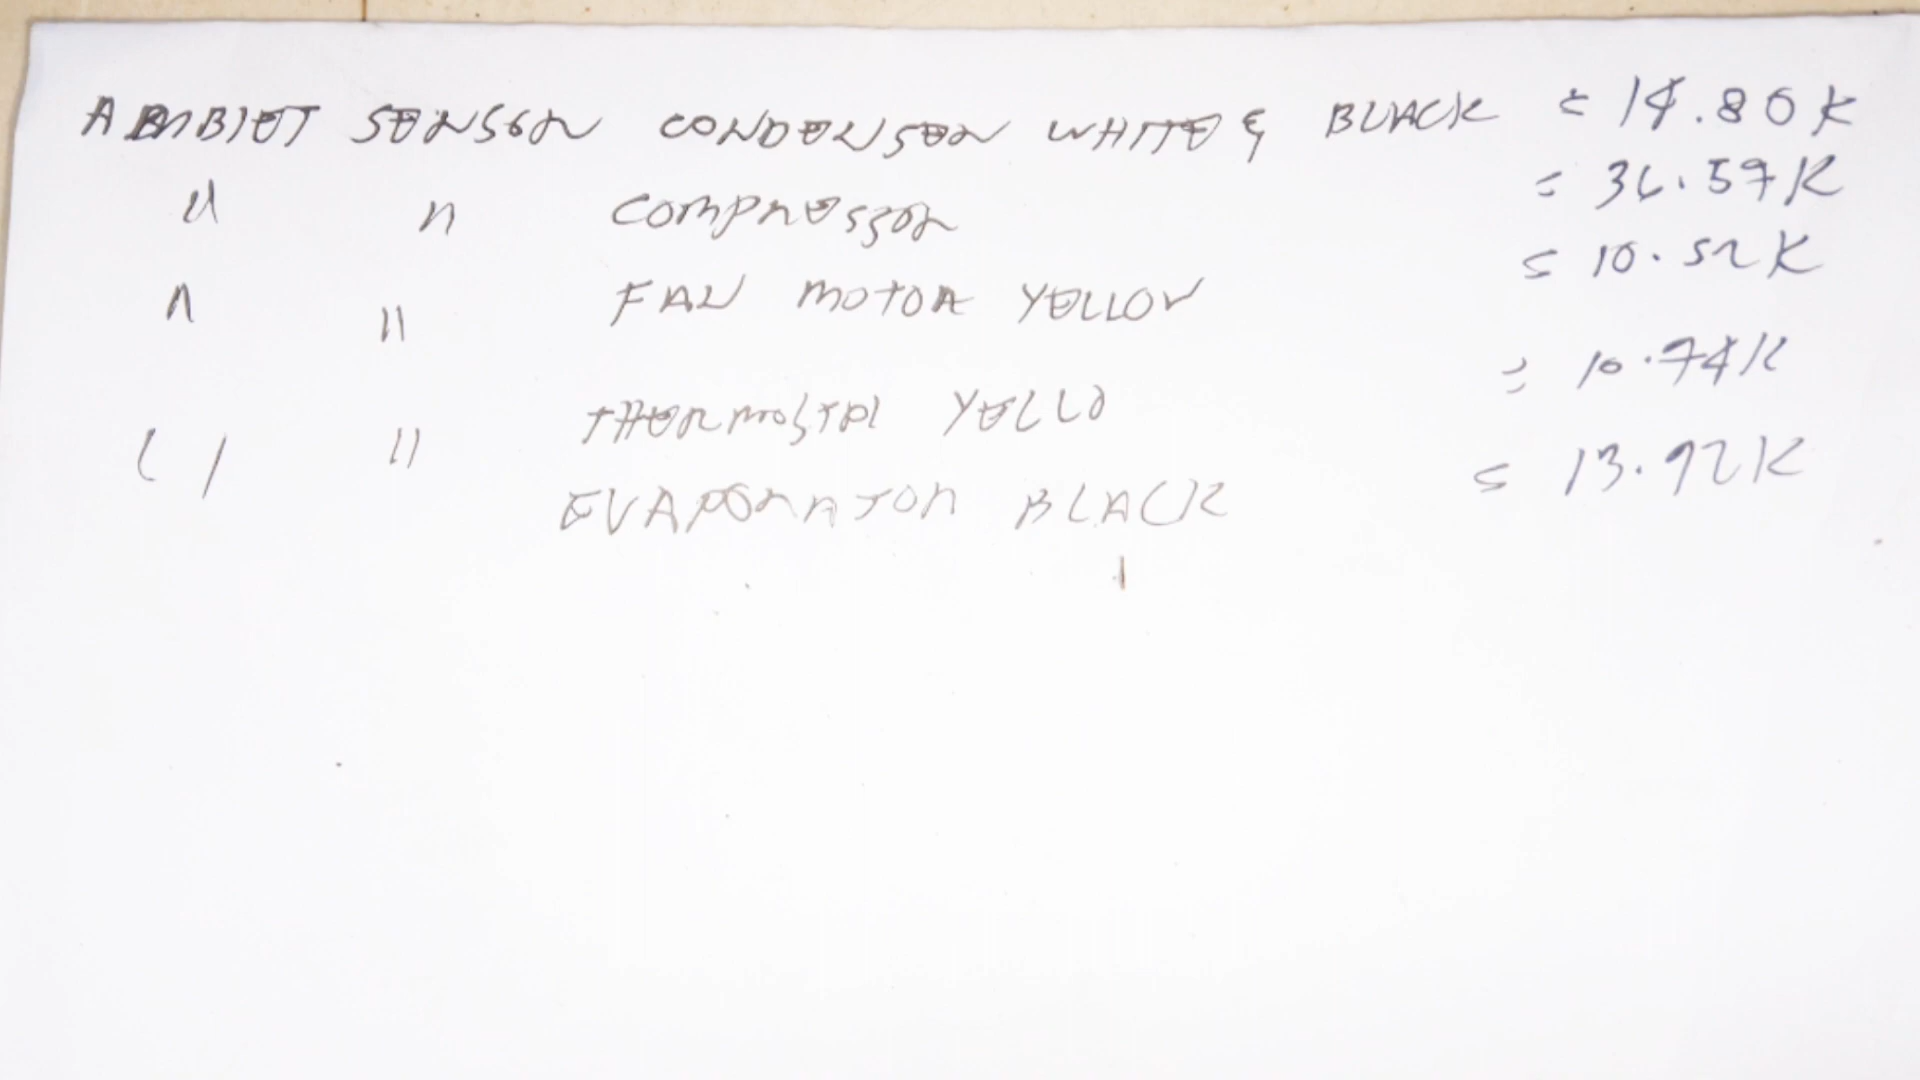 AMBIET SENSOR CONDENSER WHITE & BLACK = 14.80K
" " COMPRESSOR = 36.57K
" " FAN MOTOR YELLOW = 10.52K
" " THERMOSTAT YELLO = 10.74K
EVAPORATOR BLACK = 13.92K